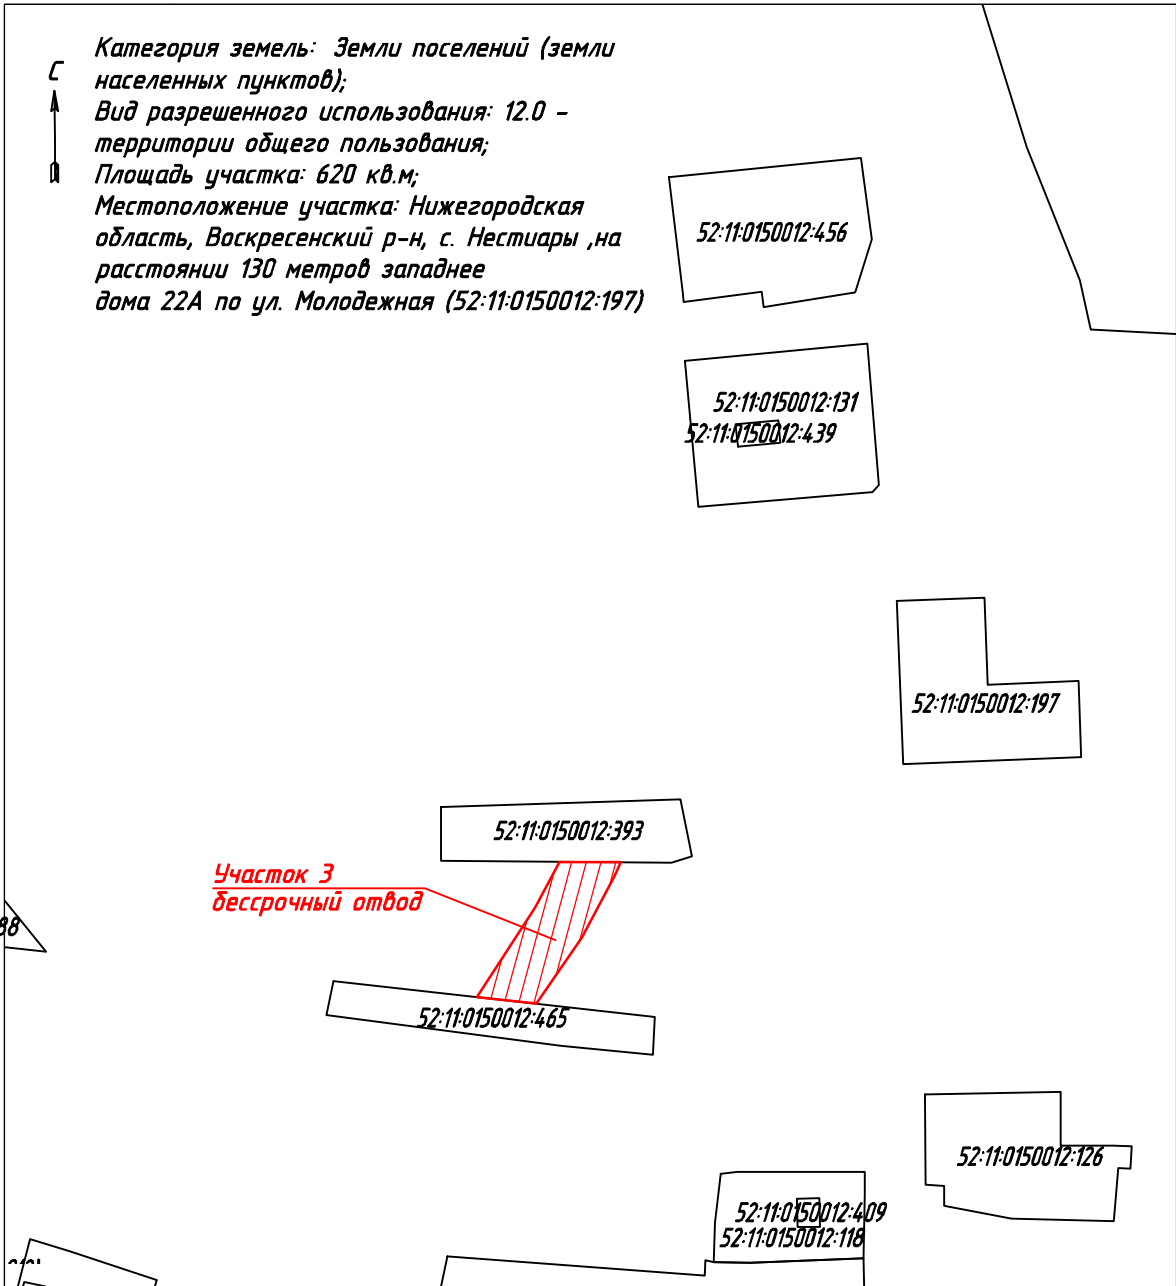 Категория земель: Земли поселений (земли
населенных пунктов);
Вид разрешенного использования: 12.0 –
территории общего пользования;
Площадь участка: 620 кв.м;
Местоположение участка: Нижегородская
область, Воскресенский р-н, с. Нестиары ,на
расстоянии 130 метров западнее
дома 22А по ул. Молодежная (52:11:0150012:197)
С
52:11:0150012:456
52:11:0150012:131
52:11:0150012:439
52:11:0150012:197
52:11:0150012:393
Участок 3
бессрочный отвод
88
52:11:0150012:465
52:11:0150012:126
52:11:0150012:409
52:11:0150012:118